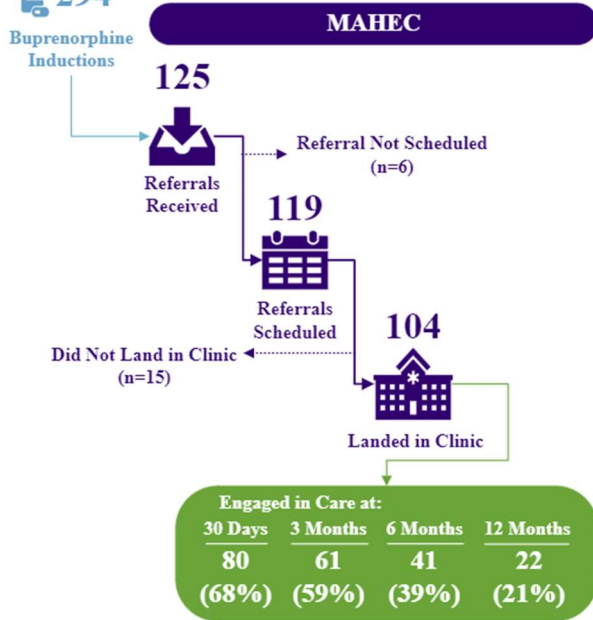 294
Buprenorphine
Inductions
MAHEC
125
Referrals
Received
Referral Not Scheduled
(n=6)
119
Referrals
Scheduled
Did Not Land in Clinic
(n=15)
104
Landed in Clinic
Engaged in Care at:
30 Days 3 Months 6 Months 12 Months
80 61 41 22
(68%) (59%) (39%) (21%)